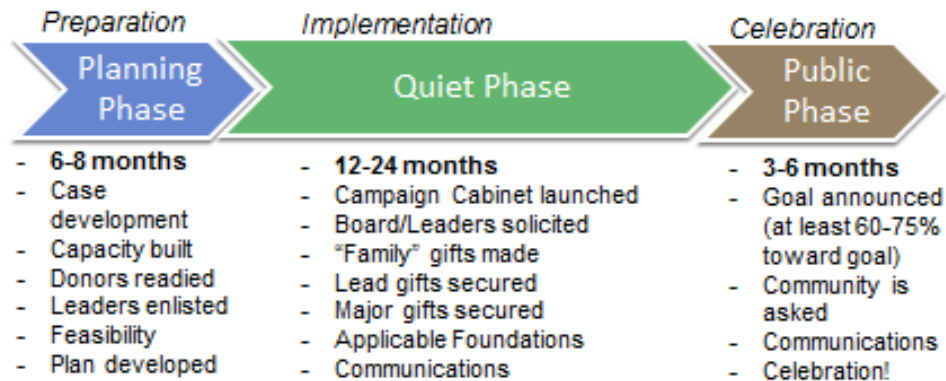 Preparation
Planning
Phase
- 6-8 months
- Case
development
- Capacity built
- Donors readied
- Leaders enlisted
- Feasibility
- Plan developed
Implementation
Quiet Phase
- 12-24 months
- Campaign Cabinet launched
- Board/Leaders solicited
- “Family” gifts made
- Lead gifts secured
- Major gifts secured
- Applicable Foundations
- Communications
Celebration
Public
Phase
- 3-6 months
- Goal announced
(at least 60-75%
toward goal)
- Community is
asked
- Communications
- Celebration!